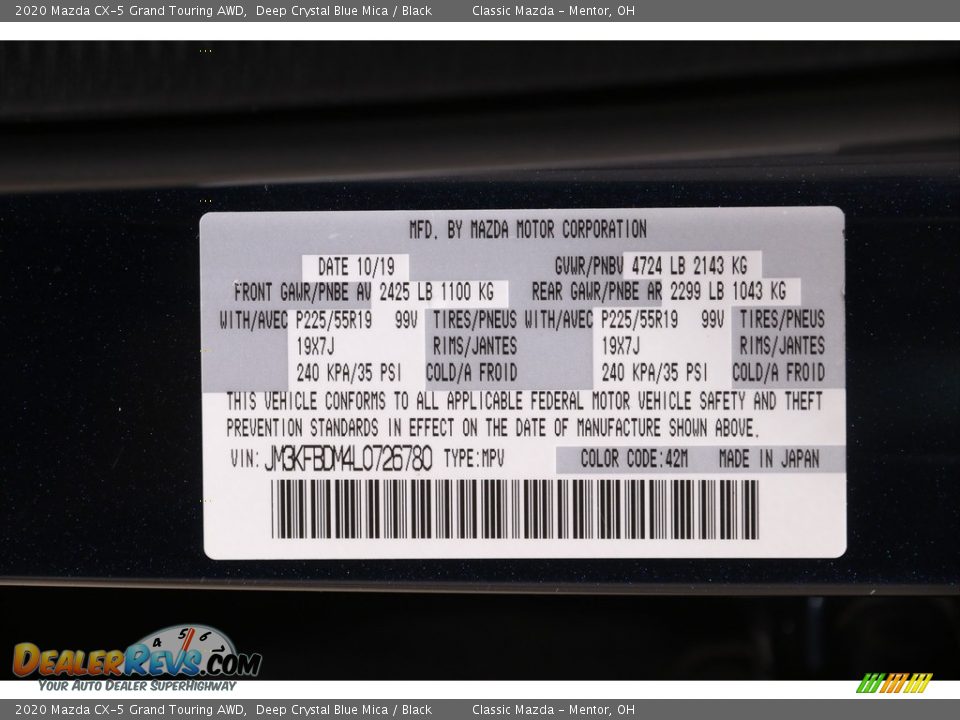 2020 Mazda CX-5 Grand Touring AWD, Deep Crystal Blue Mica / Black Classic Mazda - Mentor, OH
MFD. BY MAZDA MOTOR CORPORATION
DATE 10/19 GVWR/PNBV 4724 LB 2143 KG
FRONT GAWR/PNBE AV 2425 LB 1100 KG REAR GAWR/PNBE AR 2299 LB 1043 KG
WITH/AVEC P225/55R19 99V TIRES/PNEUS WITH/AVEC P225/55R19 99V TIRES/PNEUS
19X7J RIMS/JANTES 19X7J RIMS/JANTES
240 KPA/35 PSI COLD/A FROID 240 KPA/35 PSI COLD/A FROID
THIS VEHICLE CONFORMS TO ALL APPLICABLE FEDERAL MOTOR VEHICLE SAFETY AND THEFT
PREVENTION STANDARDS IN EFFECT ON THE DATE OF MANUFACTURE SHOWN ABOVE.
VIN: JM3KFBDM4L0726780 TYPE:MPV COLOR CODE:42M MADE IN JAPAN
4 5 6
DEALERREVS.COM
YOUR AUTO DEALER SUPERHIGHWAY
2020 Mazda CX-5 Grand Touring AWD, Deep Crystal Blue Mica / Black Classic Mazda - Mentor, OH